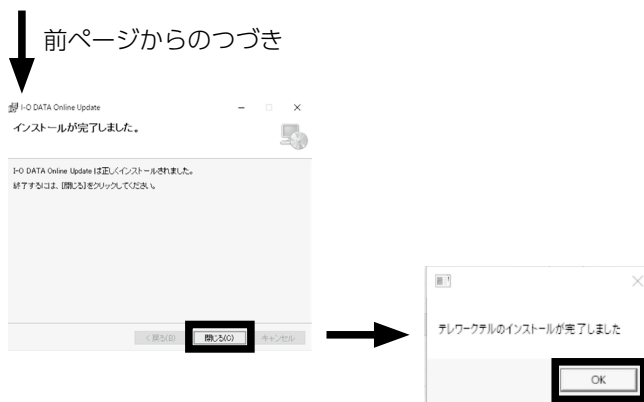 前ページからのつづき
I-O DATA Online Update
インストールが完了しました。
I-O DATA Online Update は正しくインストールされました。
終了するには、[閉じる]をクリックしてください。
< 戻る(B)
閉じる(C)
キャンセル
テレワークテルのインストールが完了しました
OK